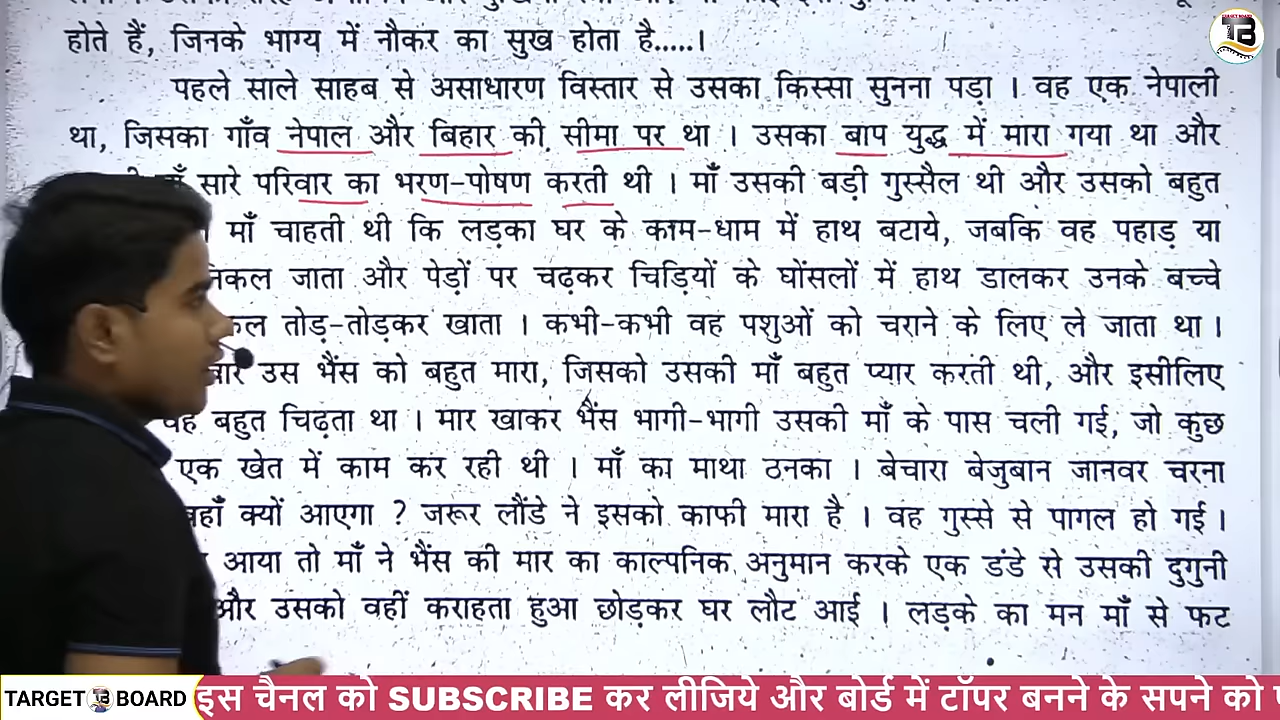 होते हैं, जिनके भाग्य में नौकर का सुख होता है.....।
पहले साले साहब से असाधारण विस्तार से उसका किस्सा सुनना पड़ा । वह एक नेपाली
था, जिसका गाँव नेपाल और बिहार की सीमा पर था । उसका बाप युद्ध में मारा गया था और
सारे परिवार का भरण-पोषण करती थी । माँ उसकी बड़ी गुस्सैल थी और उसको बहुत
माँ चाहती थी कि लड़का घर के काम-धाम में हाथ बटाये, जबकि वह पहाड़ या
जाता और पेड़ों पर चढ़कर चिड़ियों के घोंसलों में हाथ डालकर उनके बच्चे
तोड़-तोड़कर खाता । कभी-कभी वह पशुओं को चराने के लिए ले जाता था ।
उस भैंस को बहुत मारा, जिसको उसकी माँ बहुत प्यार करती थी, और इसीलिए
वह बहुत चिढ़ता था । मार खाकर भैंस भागी-भागी उसकी माँ के पास चली गई, जो कुछ
एक खेत में काम कर रही थी । माँ का माथा ठनका । बेचारा बेजुबान जानवर चरना
क्यों आएगा ? जरूर लौंडे ने इसको काफी मारा है । वह गुस्से से पागल हो गई ।
आया तो माँ ने भैंस की मार का काल्पनिक अनुमान करके एक डंडे से उसकी दुगुनी
और उसको वहीं कराहता हुआ छोड़कर घर लौट आई । लड़के का मन माँ से फट
TARGET BOARD
इस चैनल को SUBSCRIBE कर लीजिये और बोर्ड में टॉपर बनने के सपने को